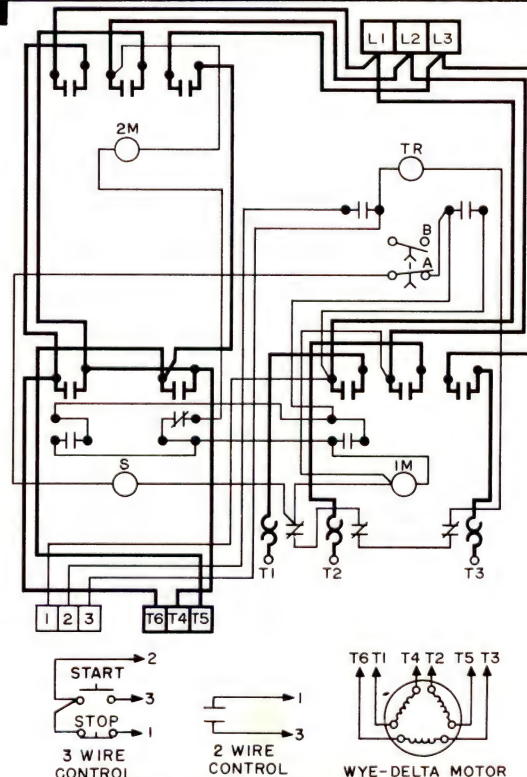 L1 L2 L3
2M
TR
B
A
S
1M
T1 T2 T3
1 2 3 T6 T4 T5
2
START
3
STOP
1
3 WIRE
CONTROL
1
3
2 WIRE
CONTROL
T6 T1 T4 T2 T5 T3
WYE-DELTA MOTOR